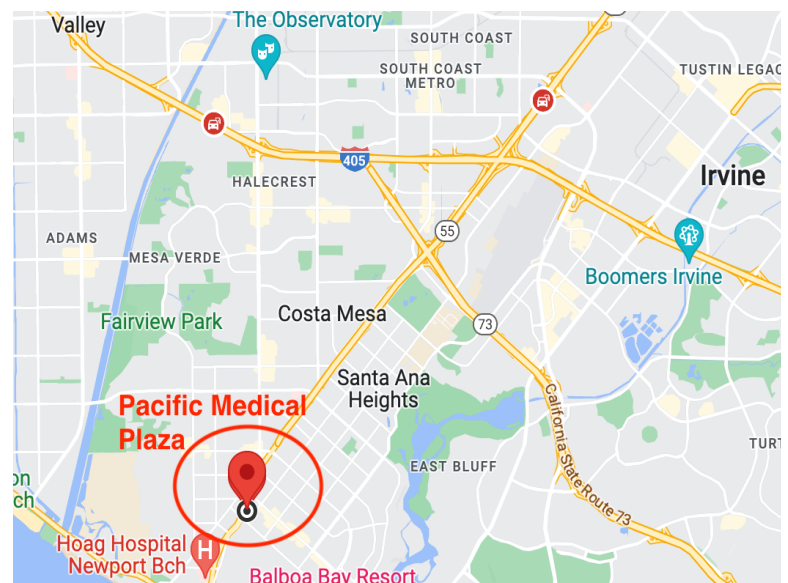 The Observatory
Valley
SOUTH COAST
SOUTH COAST
METRO
TUSTIN LEGAC
405
HALECREST
Irvine
55
ADAMS
MESA VERDE
Boomers Irvine
Costa Mesa
Fairview Park
73
Santa Ana
Heights
Pacific Medical
Plaza
California State Route 73
TURT
EAST BLUFF
on
ch
Hoag Hospital
Newport Bch
H
Balboa Bay Resort